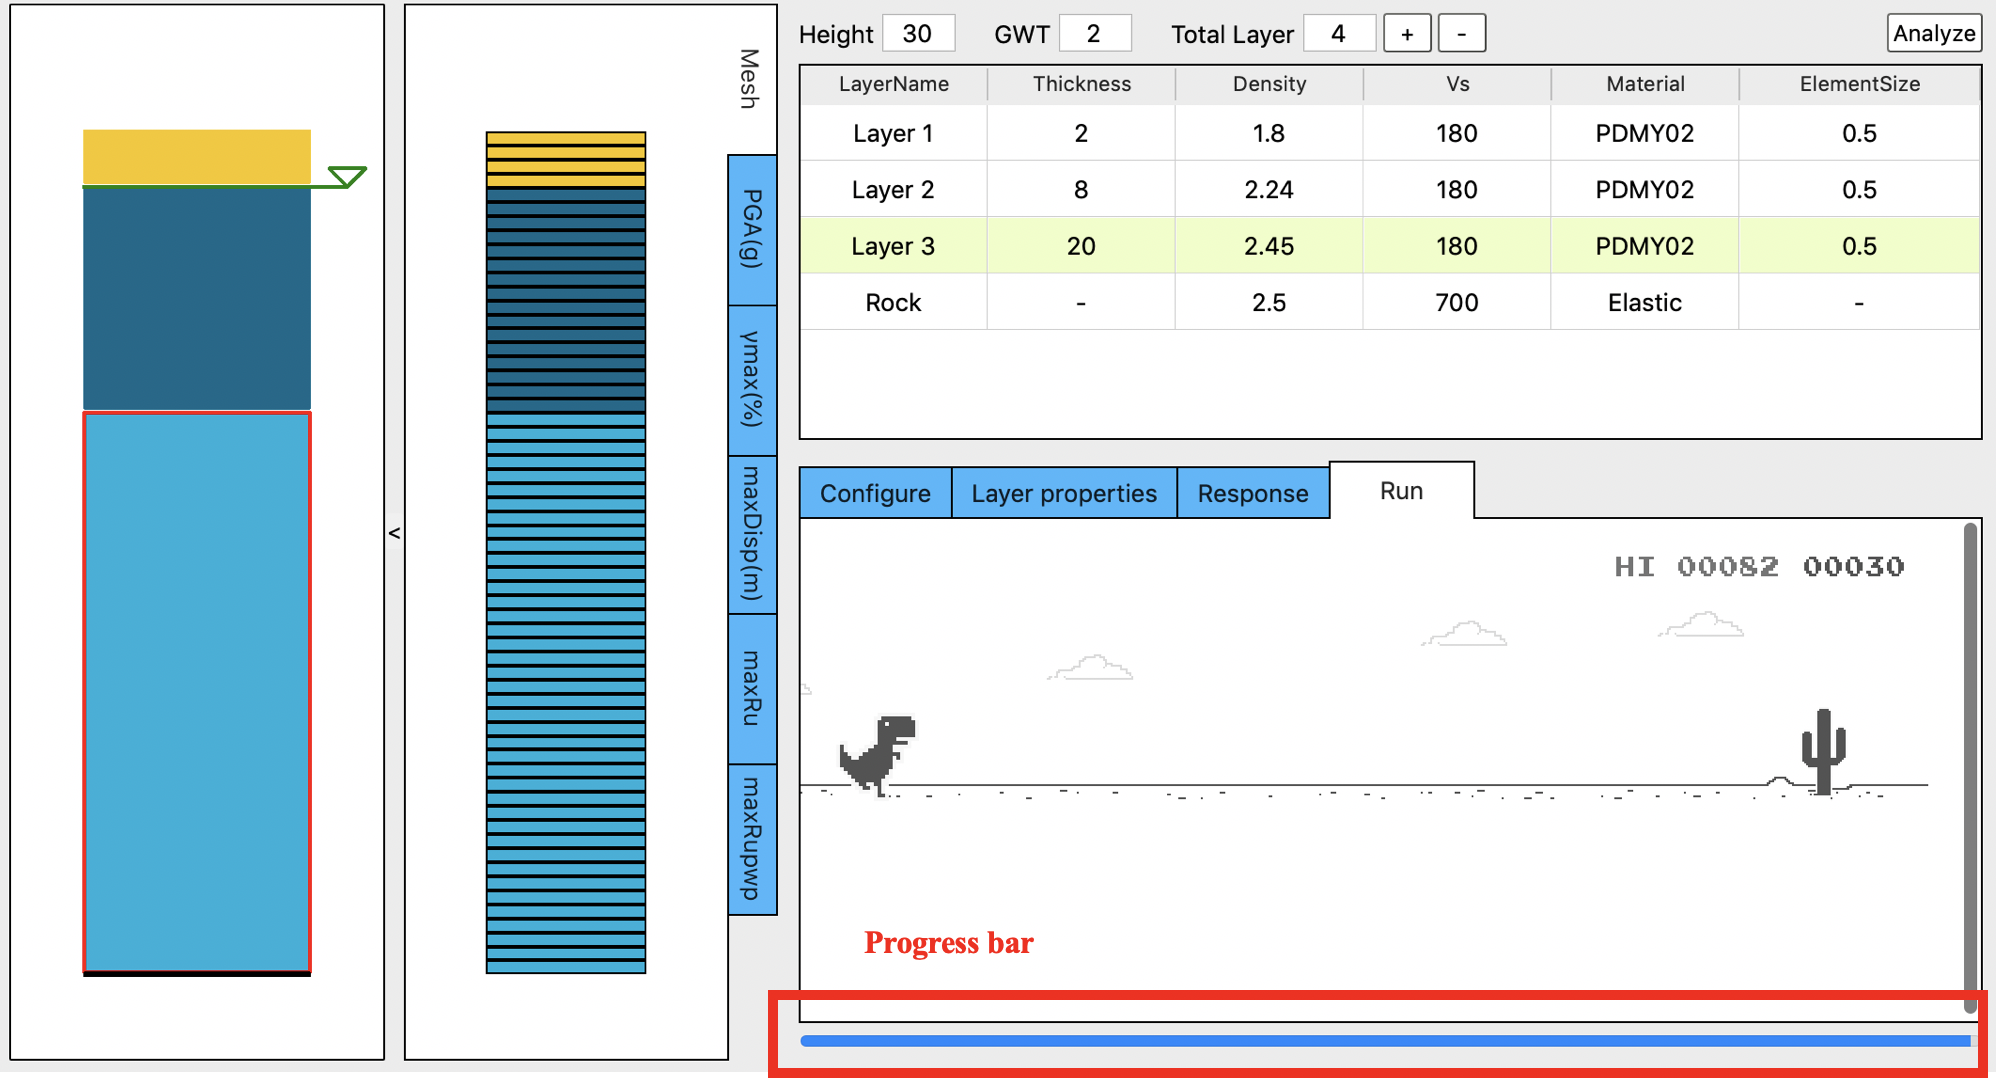 Height 30 GWT 2 Total Layer 4 + - Analyze
LayerName Thickness Density Vs Material ElementSize
Layer 1 2 1.8 180 PDMY02 0.5
Layer 2 8 2.24 180 PDMY02 0.5
Layer 3 20 2.45 180 PDMY02 0.5
Rock - 2.5 700 Elastic -
Mesh
PGA(g)
γmax(%)
maxDisp(m)
maxRu
maxRupwp
<
Configure Layer properties Response Run
HI 00082 00030
Progress bar